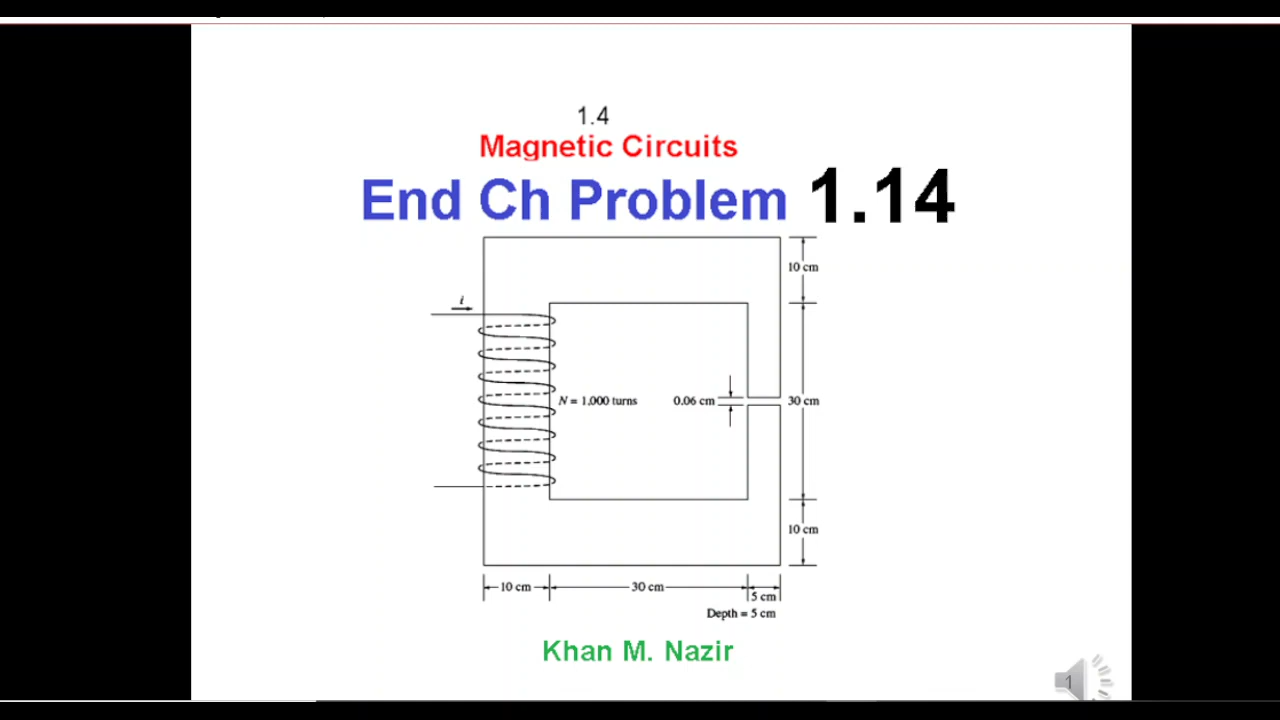 1.4
Magnetic Circuits
End Ch Problem 1.14
10 cm
i
N = 1,000 turns
0.06 cm
30 cm
10 cm
10 cm
30 cm
5 cm
Depth = 5 cm
Khan M. Nazir
1